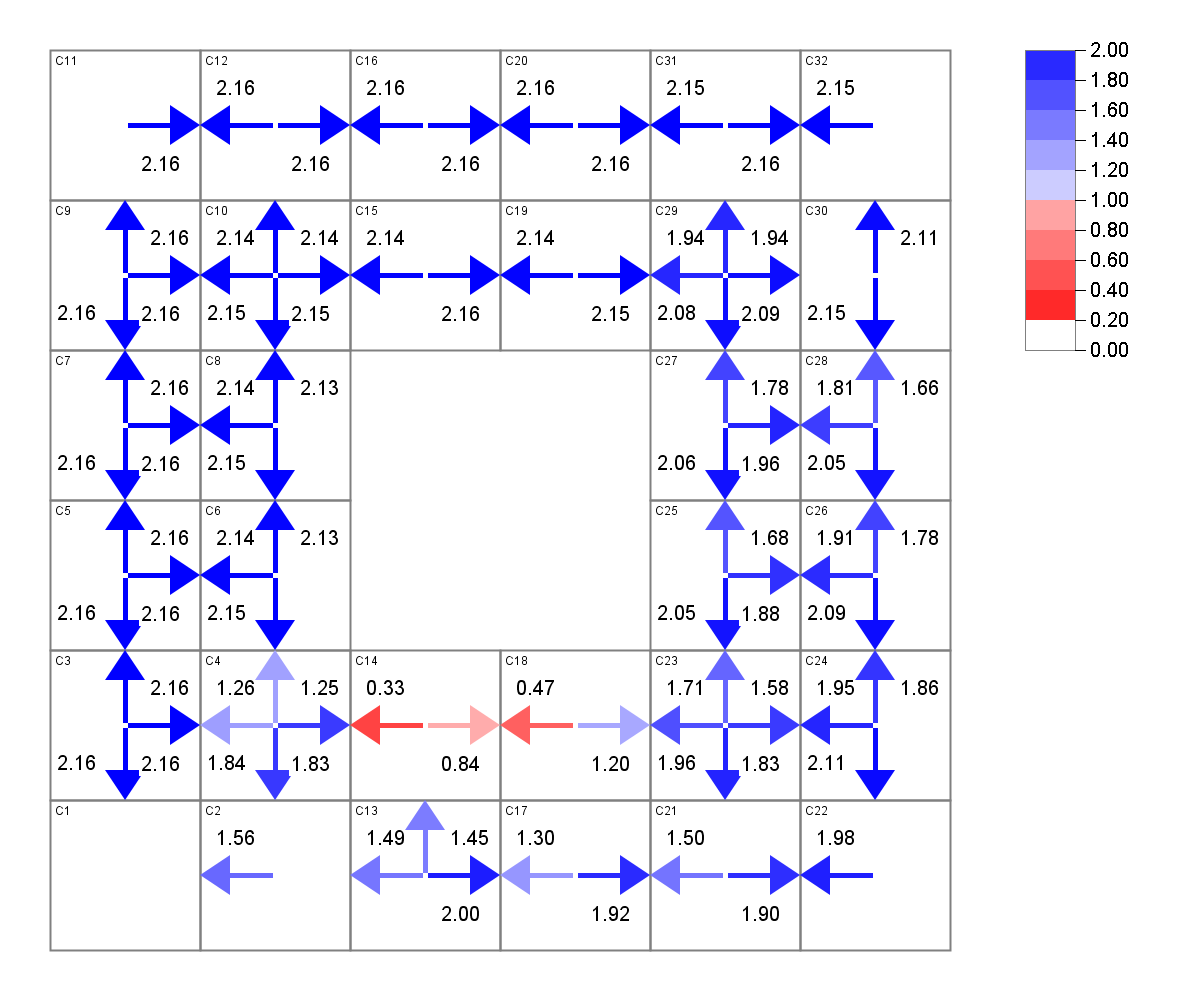 C11 C12 C16 C20 C31 C32 2.00
2.16 2.16 2.16 2.15 2.15 1.80
1.60
2.16 2.16 2.16 2.16 2.16 1.40
1.20
C9 C10 C15 C19 C29 C30 1.00
2.16 2.14 2.14 2.14 2.14 1.94 1.94 2.11 0.80
0.60
0.40
2.16 2.16 2.15 2.15 2.16 2.15 2.08 2.09 2.15 0.20
C7 C8 C27 C28 0.00
2.16 2.14 2.13 1.78 1.81 1.66
2.16 2.16 2.15 2.06 1.96 2.05
C5 C6 C25 C26
2.16 2.14 2.13 1.68 1.91 1.78
2.16 2.16 2.15 2.05 1.88 2.09
C3 C4 C14 C18 C23 C24
2.16 1.26 1.25 0.33 0.47 1.71 1.58 1.95 1.86
2.16 2.16 1.84 1.83 0.84 1.20 1.96 1.83 2.11
C1 C2 C13 C17 C21 C22
1.56 1.49 1.45 1.30 1.50 1.98
2.00 1.92 1.90